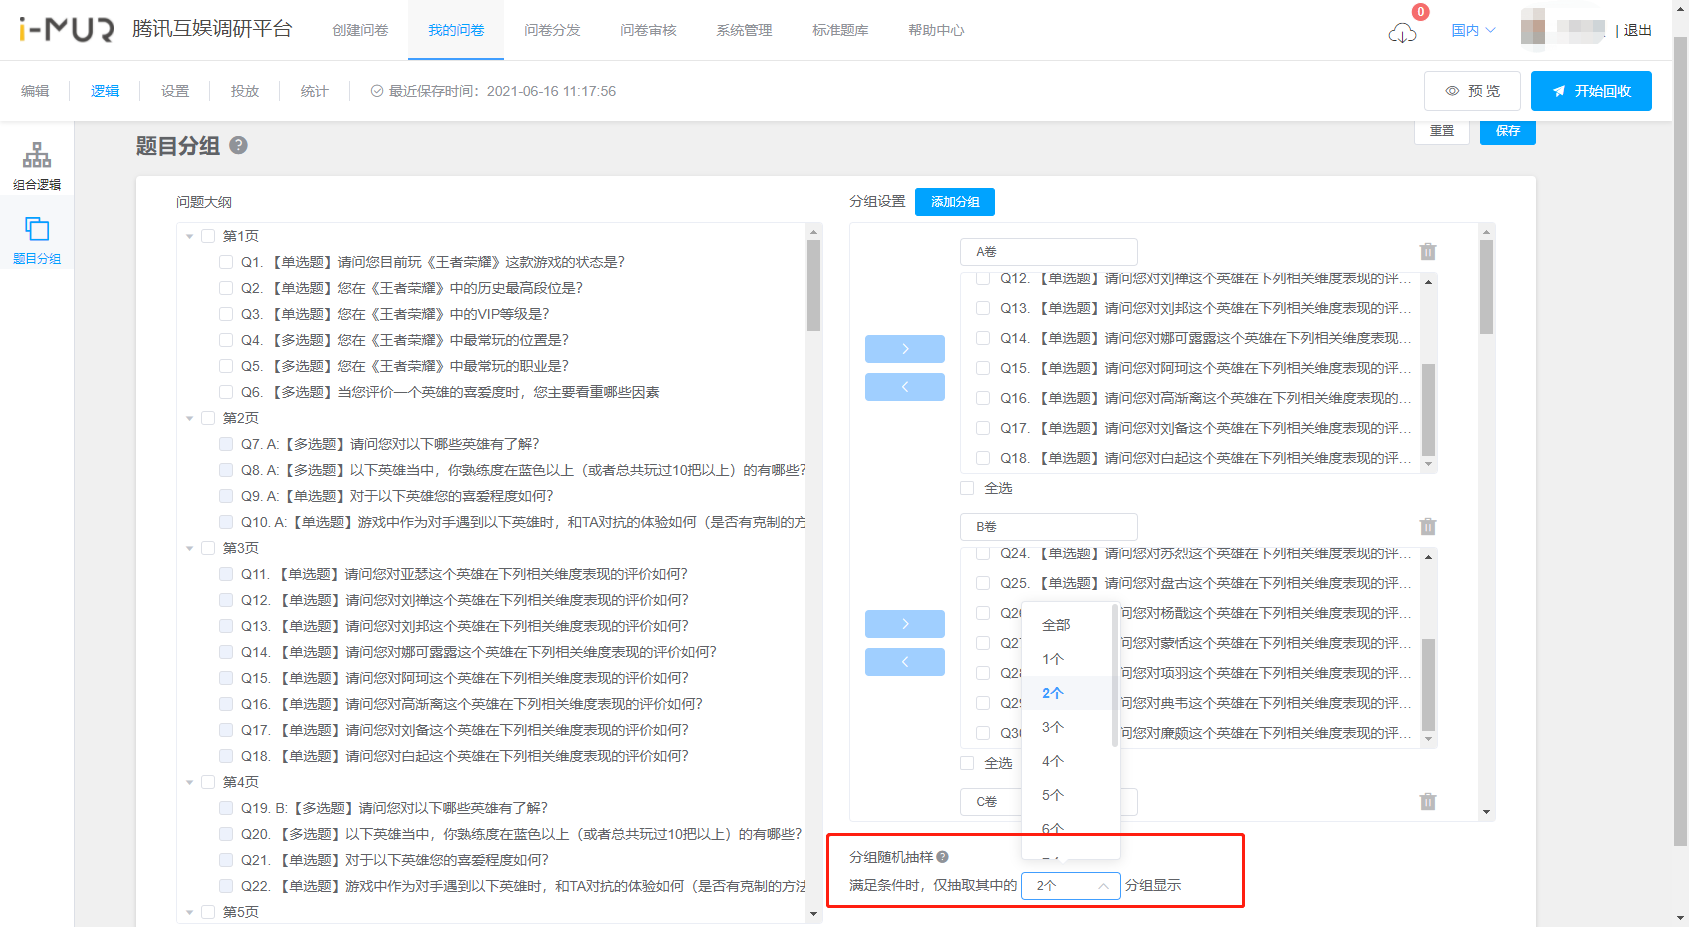 i-MUR 腾讯互娱调研平台 创建问卷 我的问卷 问卷分发 问卷审核 系统管理 标准题库 帮助中心 0 国内 | 退出
编辑 逻辑 设置 投放 统计 最近保存时间：2021-06-16 11:17:56 预 览 开始回收
组合逻辑
题目分组
题目分组 ? 重置 保存
问题大纲
第1页
Q1. 【单选题】请问您目前玩《王者荣耀》这款游戏的状态是?
Q2. 【单选题】您在《王者荣耀》中的历史最高段位是?
Q3. 【单选题】您在《王者荣耀》中的VIP等级是?
Q4. 【多选题】您在《王者荣耀》中最常玩的位置是?
Q5. 【多选题】您在《王者荣耀》中最常玩的职业是?
Q6. 【多选题】当您评价一个英雄的喜爱度时，您主要看重哪些因素
第2页
Q7. A:【多选题】请问您对以下哪些英雄有了解?
Q8. A:【多选题】以下英雄当中，你熟练度在蓝色以上（或者总共玩过10把以上）的有哪些?
Q9. A:【单选题】对于以下英雄您的喜爱程度如何?
Q10. A:【单选题】游戏中作为对手遇到以下英雄时，和TA对抗的体验如何（是否有克制的方
第3页
Q11. 【单选题】请问您对亚瑟这个英雄在下列相关维度表现的评价如何?
Q12. 【单选题】请问您对刘禅这个英雄在下列相关维度表现的评价如何?
Q13. 【单选题】请问您对刘邦这个英雄在下列相关维度表现的评价如何?
Q14. 【单选题】请问您对娜可露露这个英雄在下列相关维度表现的评价如何?
Q15. 【单选题】请问您对阿珂这个英雄在下列相关维度表现的评价如何?
Q16. 【单选题】请问您对高渐离这个英雄在下列相关维度表现的评价如何?
Q17. 【单选题】请问您对刘备这个英雄在下列相关维度表现的评价如何?
Q18. 【单选题】请问您对白起这个英雄在下列相关维度表现的评价如何?
第4页
Q19. B:【多选题】请问您对以下哪些英雄有了解?
Q20. 【多选题】以下英雄当中，你熟练度在蓝色以上（或者总共玩过10把以上）的有哪些?
Q21. 【单选题】对于以下英雄您的喜爱程度如何?
Q22. 【单选题】游戏中作为对手遇到以下英雄时，和TA对抗的体验如何（是否有克制的方法
第5页
分组设置 添加分组
A卷
Q12. 【单选题】请问您对刘禅这个英雄在下列相关维度表现的评...
Q13. 【单选题】请问您对刘邦这个英雄在下列相关维度表现的评...
Q14. 【单选题】请问您对娜可露露这个英雄在下列相关维度表现...
Q15. 【单选题】请问您对阿珂这个英雄在下列相关维度表现的评...
Q16. 【单选题】请问您对高渐离这个英雄在下列相关维度表现的...
Q17. 【单选题】请问您对刘备这个英雄在下列相关维度表现的评...
Q18. 【单选题】请问您对白起这个英雄在下列相关维度表现的评...
全选
B卷
Q24. 【单选题】请问您对苏烈这个英雄在下列相关维度表现的评...
Q25. 【单选题】请问您对盘古这个英雄在下列相关维度表现的评...
问您对杨戬这个英雄在下列相关维度表现的评...
问您对蒙恬这个英雄在下列相关维度表现的评...
问您对项羽这个英雄在下列相关维度表现的评...
问您对典韦这个英雄在下列相关维度表现的评...
问您对廉颇这个英雄在下列相关维度表现的评...
全选
C卷
全部
1个
2个
3个
4个
5个
6个
分组随机抽样 ?
满足条件时，仅抽取其中的 2个 分组显示